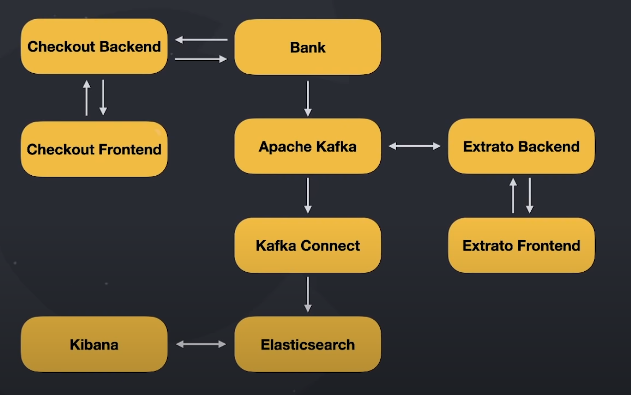 Checkout Backend
Bank
Checkout Frontend
Apache Kafka
Extrato Backend
Kafka Connect
Extrato Frontend
Kibana
Elasticsearch